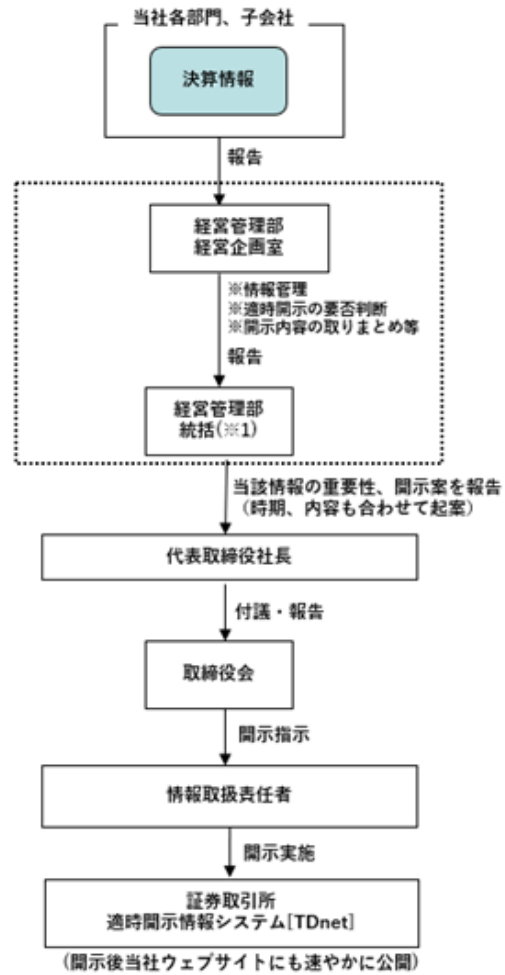 当社各部門、子会社
決算情報
報告
経営管理部
経営企画室
※情報管理
※適時開示の要否判断
※開示内容の取りまとめ等
報告
経営管理部
統括(※1)
当該情報の重要性、開示案を報告
(時期、内容も合わせて起案)
代表取締役社長
付議・報告
取締役会
開示指示
情報取扱責任者
開示実施
証券取引所
適時開示情報システム[TDnet]
(開示後当社ウェブサイトにも速やかに公開)